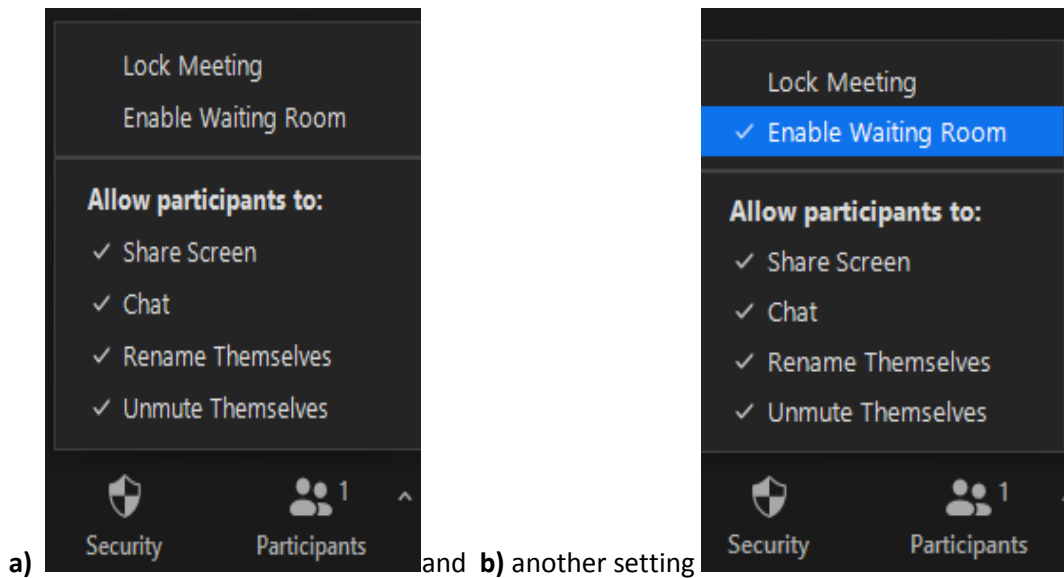 Lock Meeting
Enable Waiting Room
Allow participants to:
✓ Share Screen
✓ Chat
✓ Rename Themselves
✓ Unmute Themselves
Security
Participants 1
a)
and b) another setting
Lock Meeting
✓ Enable Waiting Room
Allow participants to:
✓ Share Screen
✓ Chat
✓ Rename Themselves
✓ Unmute Themselves
Security
Participants 1